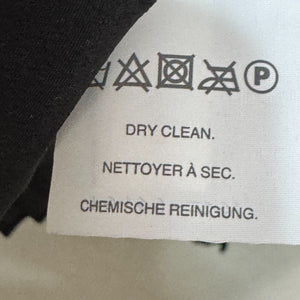 P
DRY CLEAN.
NETTOYER À SEC.
CHEMISCHE REINIGUNG.